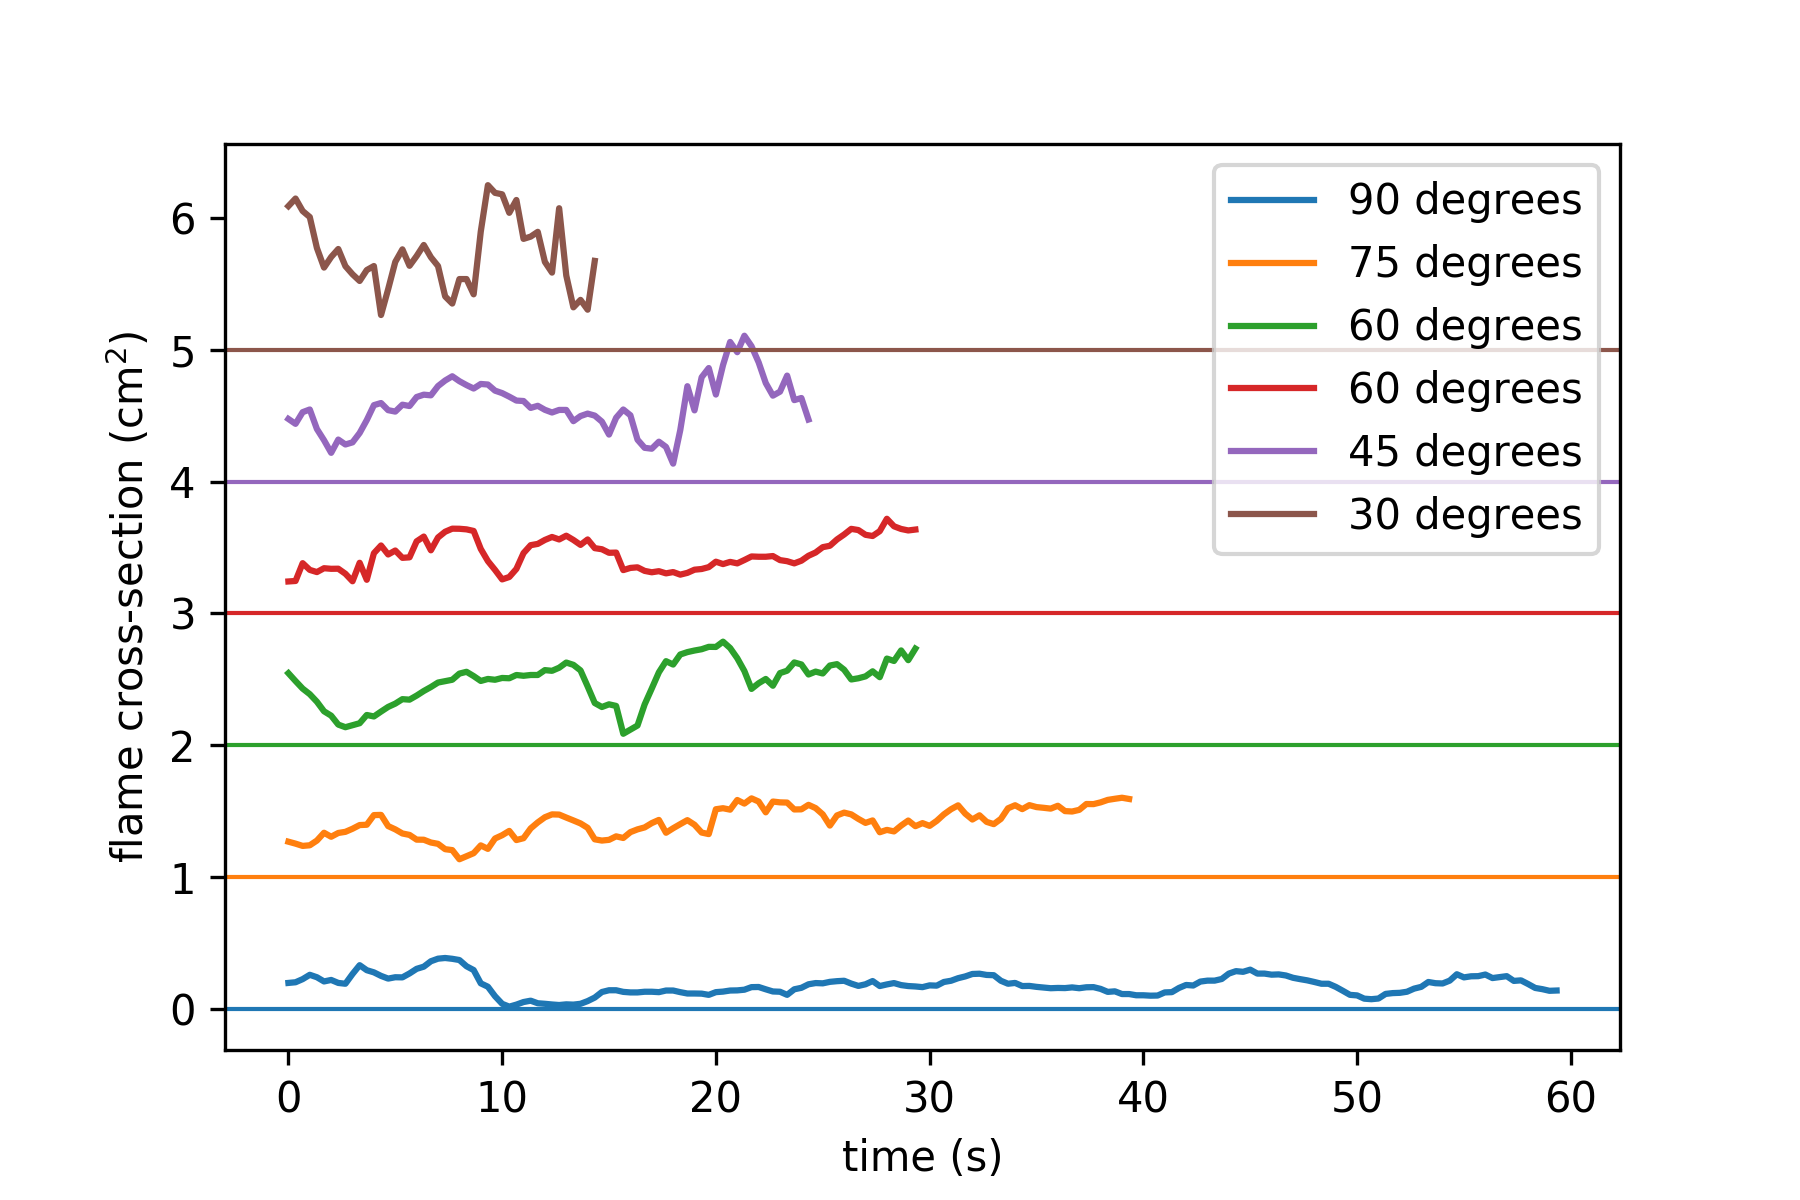 90 degrees
75 degrees
60 degrees
60 degrees
45 degrees
30 degrees
flame cross-section (cm²)
6
5
4
3
2
1
0
0 10 20 30 40 50 60
time (s)